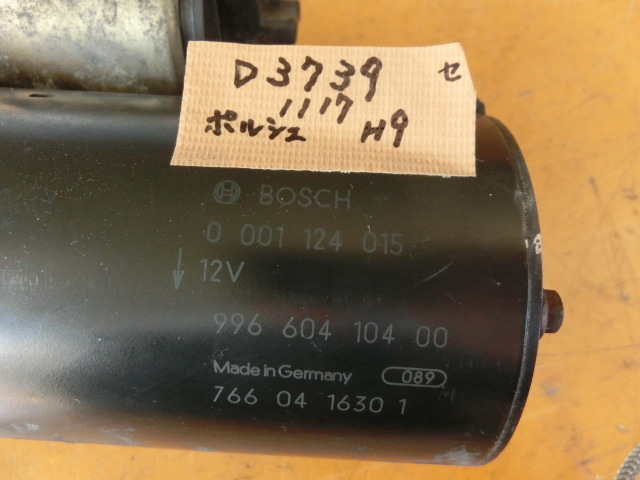 D3739 セ
1117
ポルシェ H9
BOSCH
0 001 124 015
12V
996 604 104 00
Made in Germany 089
766 04 1630 1